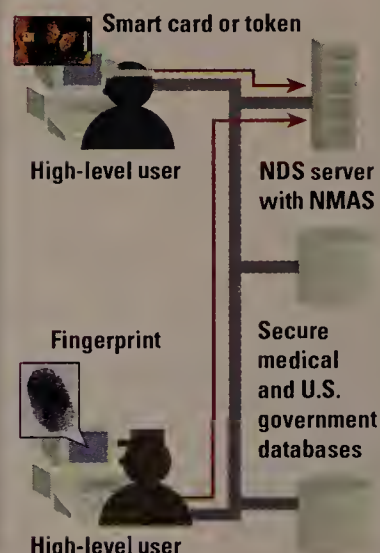 Smart card or token
High-level user
NDS server
with NMAS
Fingerprint
Secure
medical
and U.S.
government
databases
High-level user